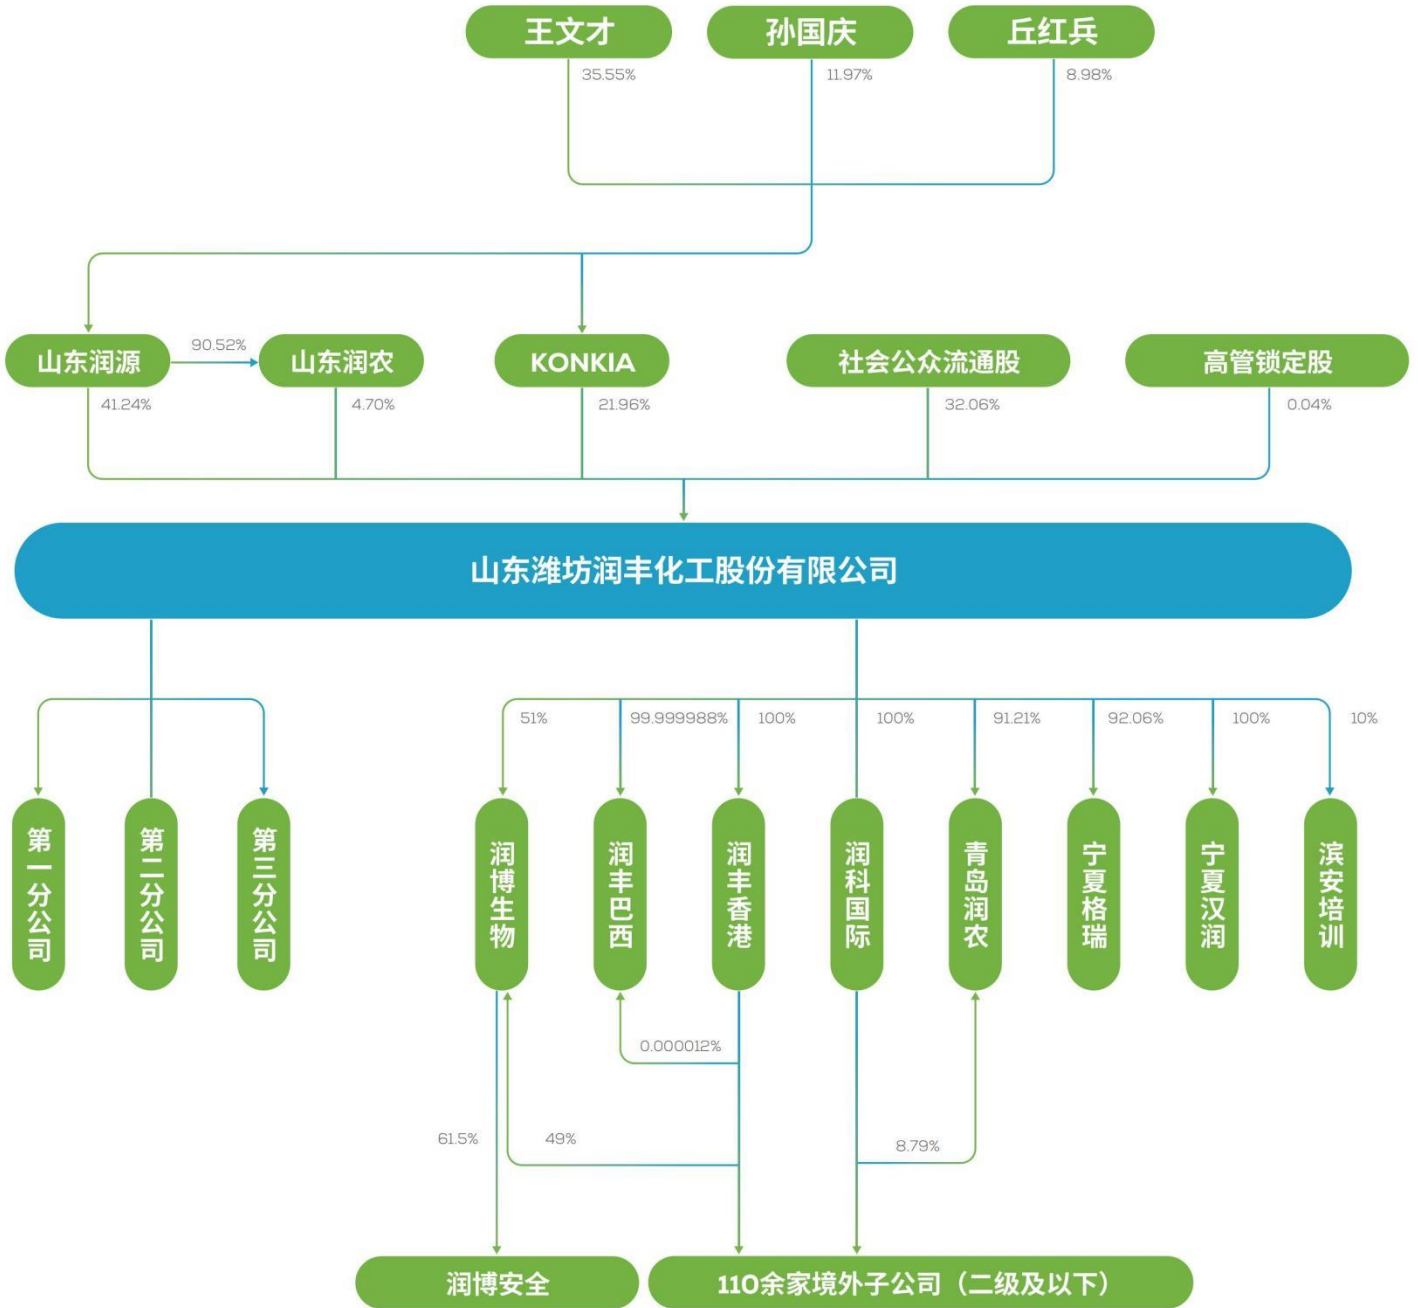 王文才
孙国庆
丘红兵
35.55%
11.97%
8.98%
山东润源
90.52%
山东润农
KONKIA
社会公众流通股
高管锁定股
41.24%
4.70%
21.96%
32.06%
0.04%
山东潍坊润丰化工股份有限公司
51%
99.999988%
100%
100%
91.21%
92.06%
100%
10%
第一分公司
第二分公司
第三分公司
润博生物
润丰巴西
润丰香港
润科国际
青岛润农
宁夏格瑞
宁夏汉润
滨安培训
0.000012%
61.5%
49%
8.79%
润博安全
110余家境外子公司（二级及以下）